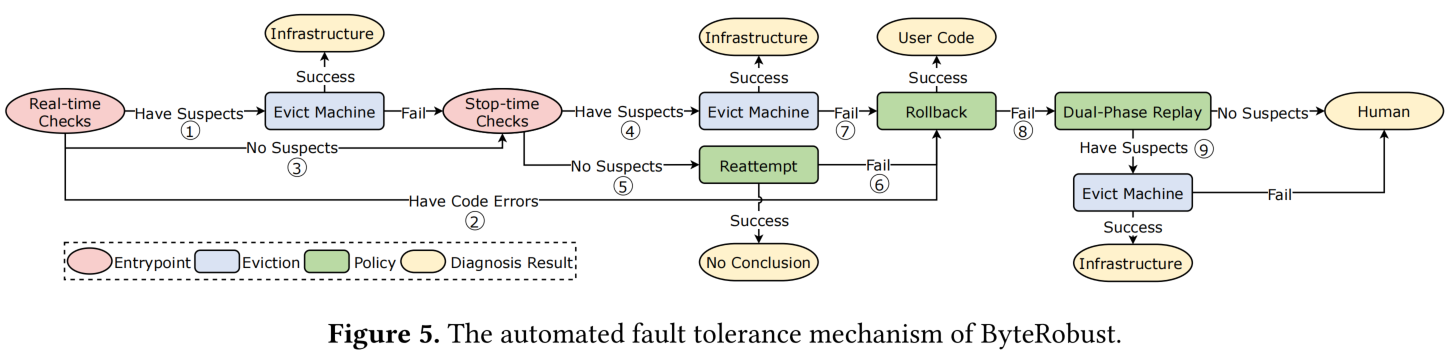 Infrastructure
Infrastructure
User Code
Success
Success
Success
Real-time
Checks
Have Suspects
①
Evict Machine
Fail
Stop-time
Checks
Have Suspects
④
Evict Machine
Fail
⑦
Rollback
Fail
⑧
Dual-Phase Replay
No Suspects
Human
No Suspects
③
No Suspects
⑤
Reattempt
Fail
⑥
Have Suspects ⑨
Evict Machine
Fail
Have Code Errors
②
Success
Success
No Conclusion
Infrastructure
Entrypoint
Eviction
Policy
Diagnosis Result
Figure 5. The automated fault tolerance mechanism of ByteRobust.